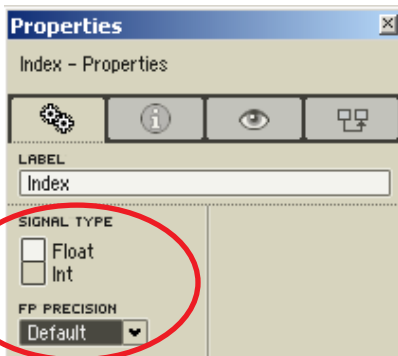 Properties
Index - Properties
LABEL
Index
SIGNAL TYPE
Float
Int
FP PRECISION
Default